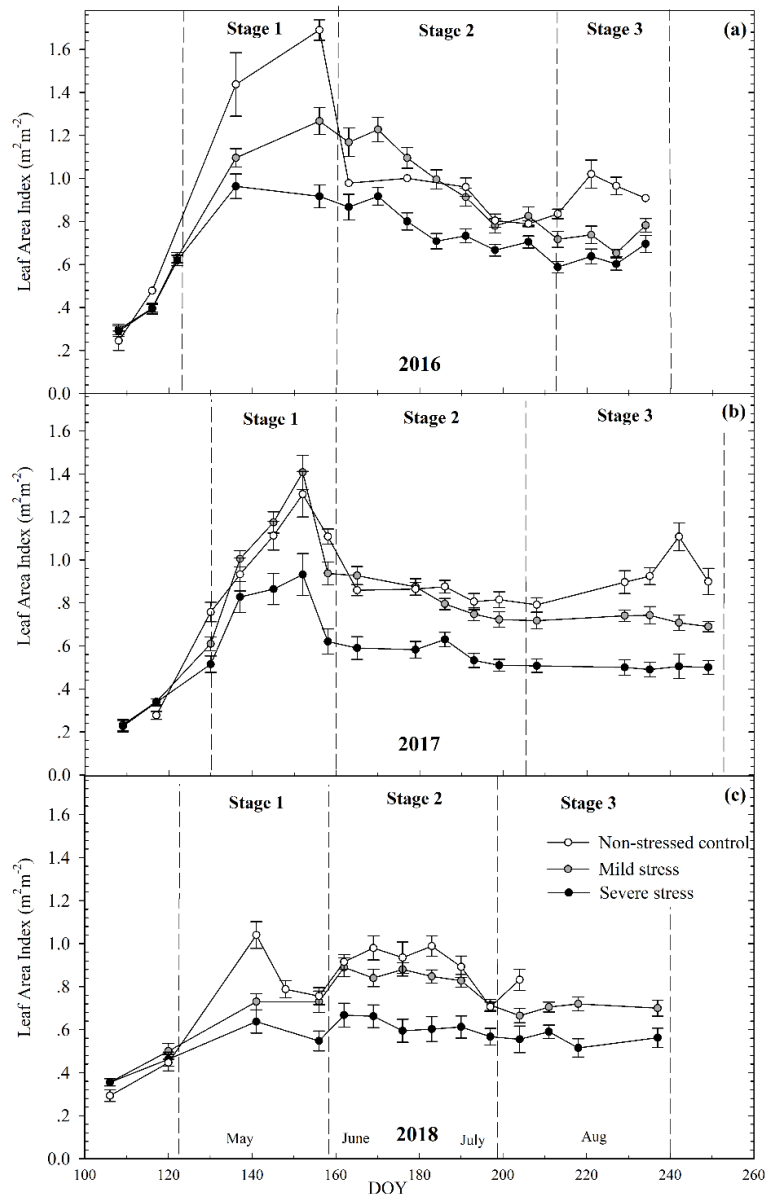 Stage 1 Stage 2 Stage 3 (a)
1.6
1.4
1.2
1.0
.8
.6
.4
.2
0.0
Leaf Area Index (m²m⁻²)
2016
Stage 1 Stage 2 Stage 3 (b)
1.6
1.4
1.2
1.0
.8
.6
.4
.2
0.0
Leaf Area Index (m²m⁻²)
2017
Stage 1 Stage 2 Stage 3 (c)
1.6
1.4
1.2
1.0
.8
.6
.4
.2
0.0
Leaf Area Index (m²m⁻²)
Non-stressed control
Mild stress
Severe stress
May June 2018 July Aug
100 120 140 160 180 200 220 240 260
DOY